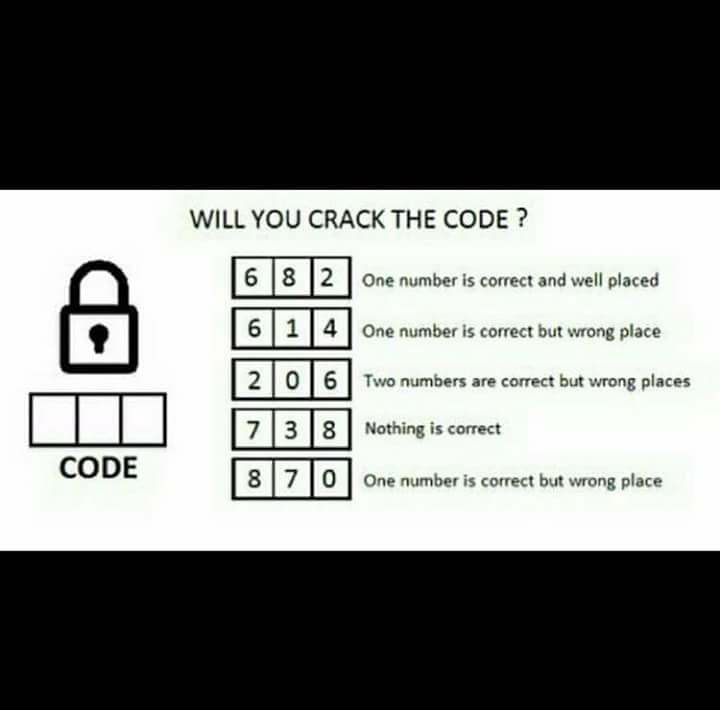 WILL YOU CRACK THE CODE ?
6 8 2 One number is correct and well placed
6 1 4 One number is correct but wrong place
2 0 6 Two numbers are correct but wrong places
7 3 8 Nothing is correct
8 7 0 One number is correct but wrong place
CODE